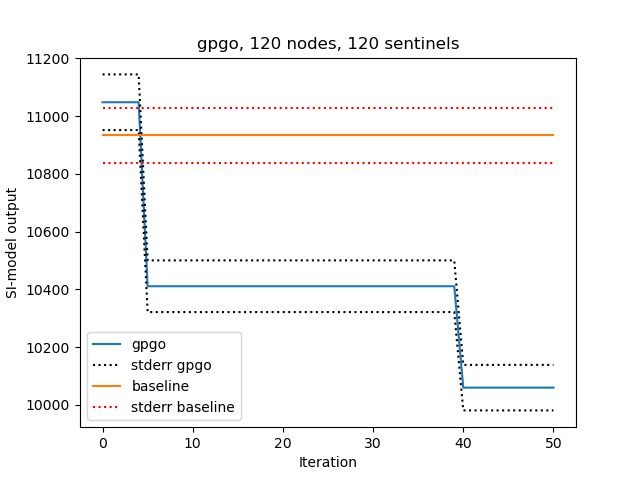 gpgo, 120 nodes, 120 sentinels
11200
11000
10800
10600
10400
10200
10000
SI-model output
gpgo
stderr gpgo
baseline
stderr baseline
0 10 20 30 40 50
Iteration